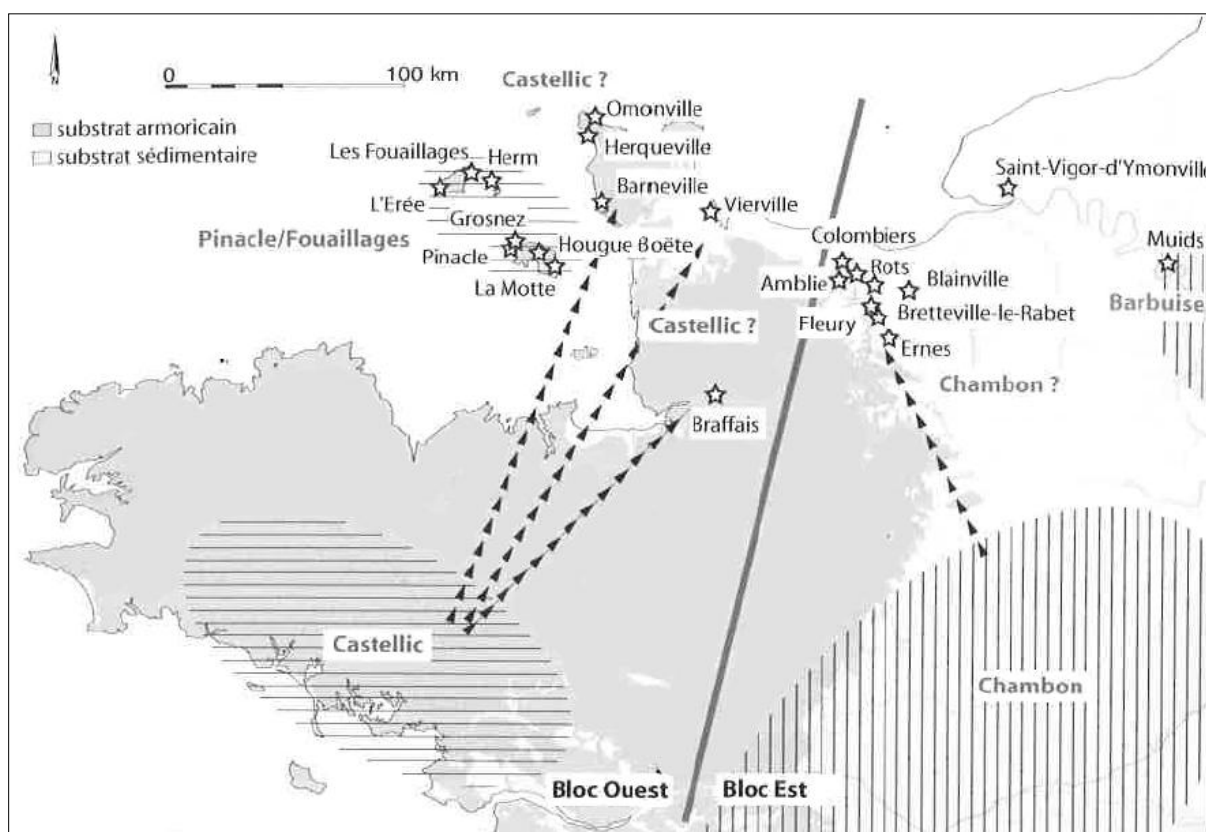 N
0
100 km
substrat armoricain
substrat sédimentaire
Castellic ?
Omonville
Herqueville
Les Fouaillages
Herm
L'Erée
Barneville
Vierville
Saint-Vigor-d'Ymonville
Grosnez
Pinacle/Fouaillages
Pinacle
Hougue Boëte
La Motte
Colombiers
Rots
Amblie
Blainville
Muids
Barbuise
Bretteville-le-Rabet
Fleury
Castellic ?
Ernes
Chambon ?
Braffais
Castellic
Chambon
Bloc Ouest
Bloc Est